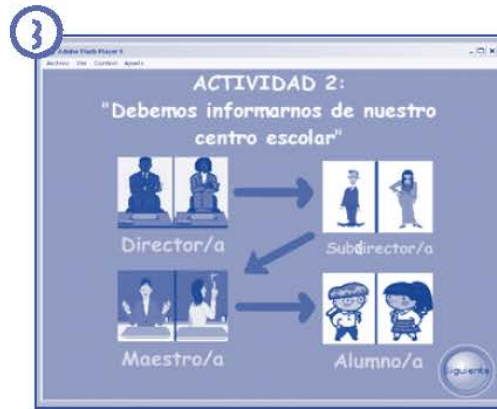 3
Adobe Flash Player 9
Archivo Ver Control Ayuda
ACTIVIDAD 2:
"Debemos informarnos de nuestro
centro escolar"
Director/a
Subdirector/a
Maestro/a
Alumno/a
Siguiente